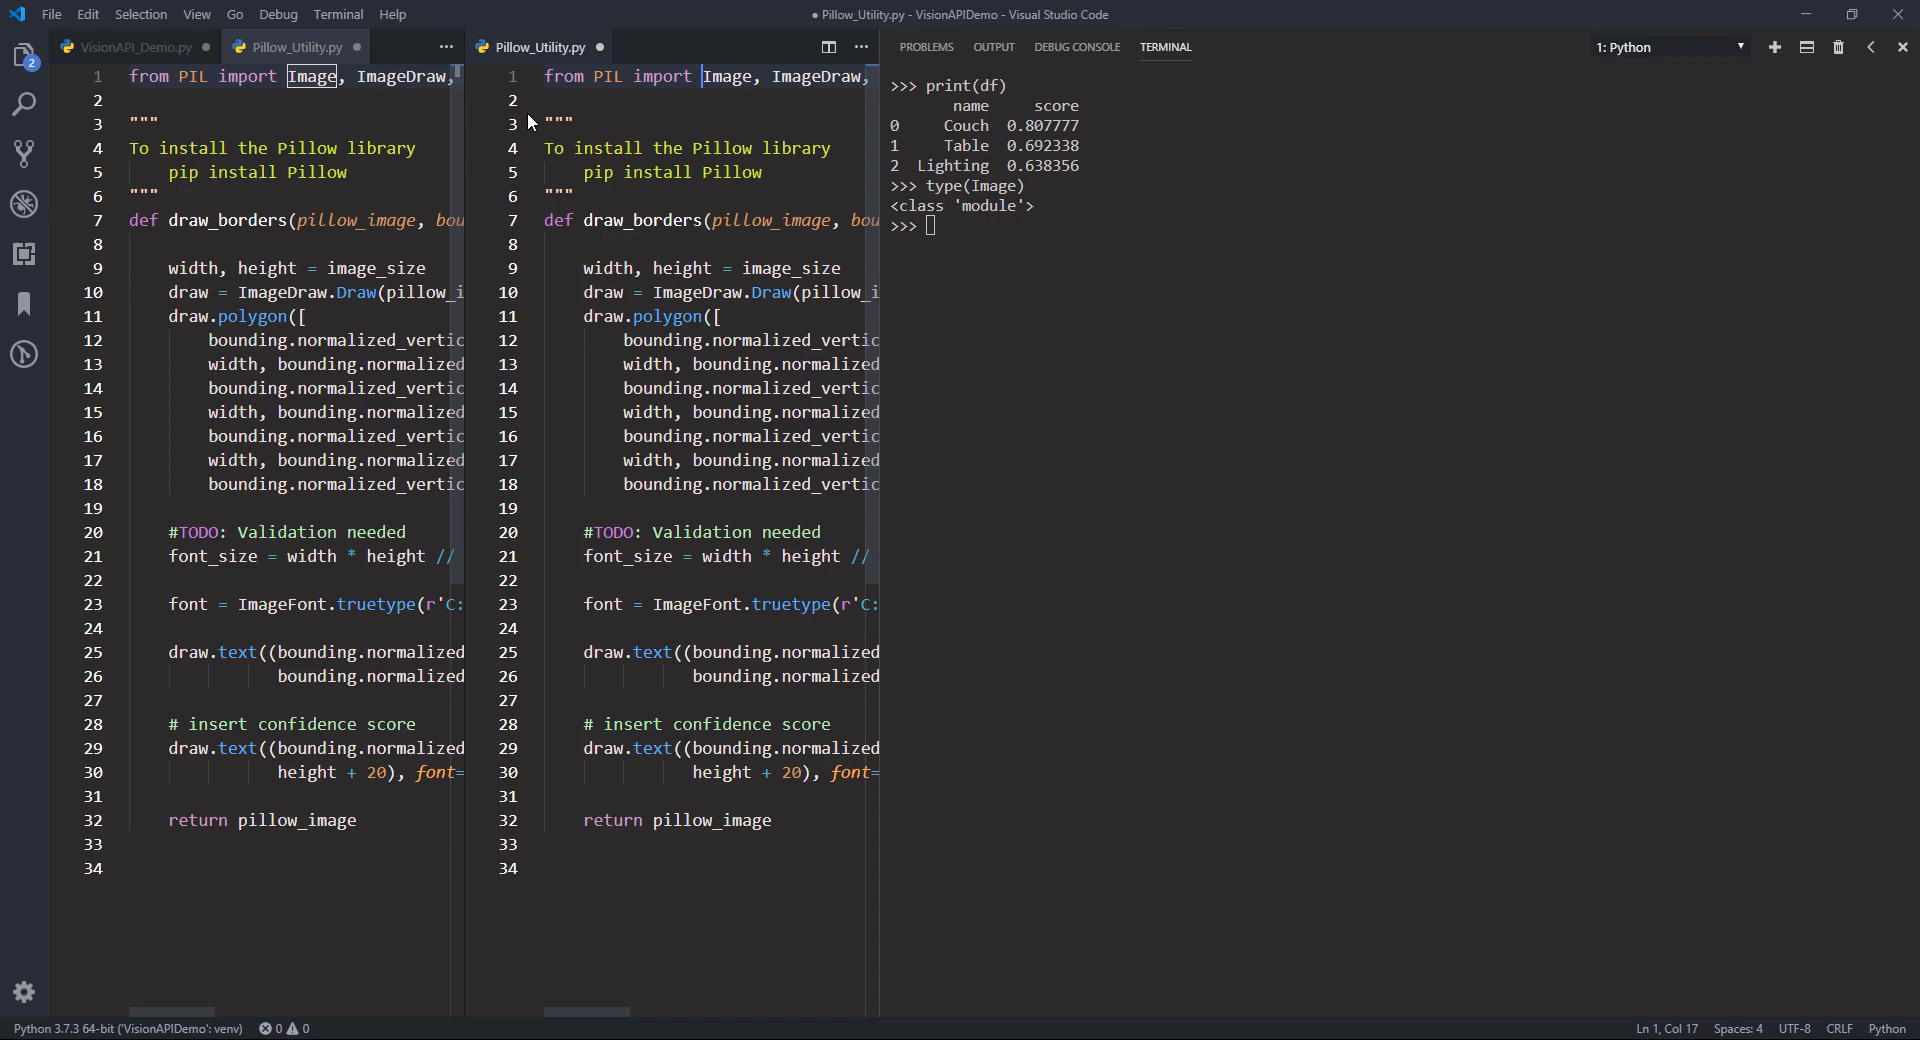 File Edit Selection View Go Debug Terminal Help
● Pillow_Utility.py - VisionAPIDemo - Visual Studio Code
VisionAPI_Demo.py ● Pillow_Utility.py ● ···
1 from PIL import Image, ImageDraw,
2
3 """
4 To install the Pillow library
5 pip install Pillow
6 """
7 def draw_borders(pillow_image, bou
8
9 width, height = image_size
10 draw = ImageDraw.Draw(pillow_i
11 draw.polygon([
12 bounding.normalized_vertic
13 width, bounding.normalized
14 bounding.normalized_vertic
15 width, bounding.normalized
16 bounding.normalized_vertic
17 width, bounding.normalized
18 bounding.normalized_vertic
19
20 #TODO: Validation needed
21 font_size = width * height //
22
23 font = ImageFont.truetype(r'C:
24
25 draw.text((bounding.normalized
26 bounding.normalized
27
28 # insert confidence score
29 draw.text((bounding.normalized
30 height + 20), font=
31
32 return pillow_image
33
34
Pillow_Utility.py ● ···
1 from PIL import Image, ImageDraw,
2
3 """
4 To install the Pillow library
5 pip install Pillow
6 """
7 def draw_borders(pillow_image, bou
8
9 width, height = image_size
10 draw = ImageDraw.Draw(pillow_i
11 draw.polygon([
12 bounding.normalized_vertic
13 width, bounding.normalized
14 bounding.normalized_vertic
15 width, bounding.normalized
16 bounding.normalized_vertic
17 width, bounding.normalized
18 bounding.normalized_vertic
19
20 #TODO: Validation needed
21 font_size = width * height //
22
23 font = ImageFont.truetype(r'C:
24
25 draw.text((bounding.normalized
26 bounding.normalized
27
28 # insert confidence score
29 draw.text((bounding.normalized
30 height + 20), font=
31
32 return pillow_image
33
34
PROBLEMS OUTPUT DEBUG CONSOLE TERMINAL 1: Python
>>> print(df)
name score
0 Couch 0.807777
1 Table 0.692338
2 Lighting 0.638356
>>> type(Image)
<class 'module'>
>>>
2
Python 3.7.3 64-bit ('VisionAPIDemo': venv) 0 0 Ln 1, Col 17 Spaces: 4 UTF-8 CRLF Python